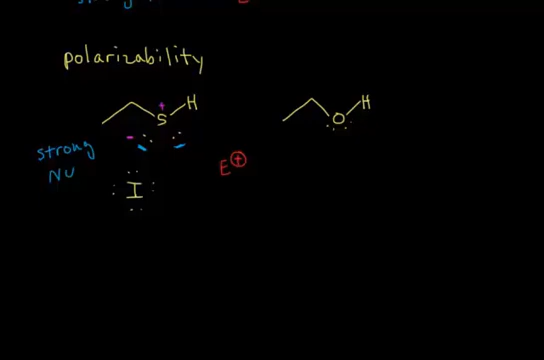 polarizability
+
S H
O H
-
strong
NU
E+
I